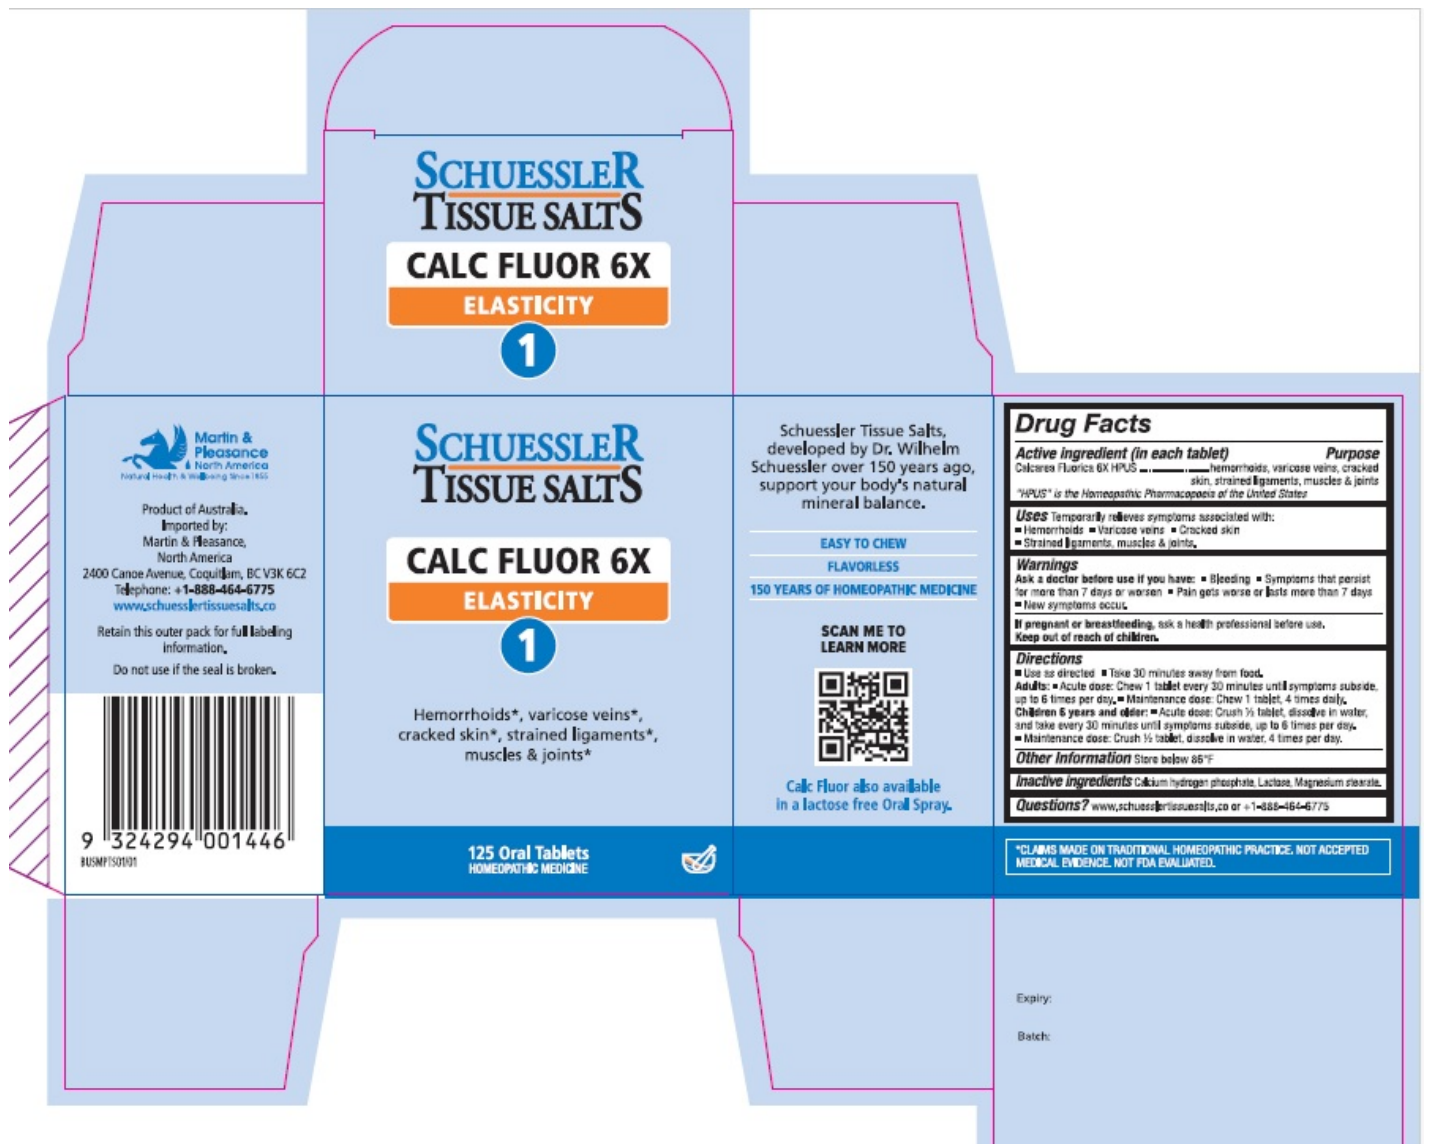 SCHUESSLER
TISSUE SALTS
CALC FLUOR 6X
ELASTICITY
1
Martin &
Pleasance
North America
Natural Health & Wellbeing Since 1955
Product of Australia.
Imported by:
Martin & Pleasance,
North America
2400 Canoe Avenue, Coquitlam, BC V3K 6C2
Telephone: +1-888-464-6775
www.schuesslertissuesalts.co
Retain this outer pack for full labeling
information.
Do not use if the seal is broken.
9 324294 001446
BUSMPTS01/01
SCHUESSLER
TISSUE SALTS
CALC FLUOR 6X
ELASTICITY
1
Hemorrhoids*, varicose veins*,
cracked skin*, strained ligaments*,
muscles & joints*
125 Oral Tablets
HOMEOPATHIC MEDICINE
Schuessler Tissue Salts,
developed by Dr. Wilhelm
Schuessler over 150 years ago,
support your body's natural
mineral balance.
EASY TO CHEW
FLAVORLESS
150 YEARS OF HOMEOPATHIC MEDICINE
SCAN ME TO
LEARN MORE
Calc Fluor also available
in a lactose free Oral Spray.
Drug Facts
Active ingredient (in each tablet) Purpose
Calcarea Fluorica 6X HPUS ..................hemorrhoids, varicose veins, cracked
skin, strained ligaments, muscles & joints
"HPUS" is the Homeopathic Pharmacopoeia of the United States
Uses Temporarily relieves symptoms associated with:
▪ Hemorrhoids ▪ Varicose veins ▪ Cracked skin
▪ Strained ligaments, muscles & joints.
Warnings
Ask a doctor before use if you have: ▪ Bleeding ▪ Symptoms that persist
for more than 7 days or worsen ▪ Pain gets worse or lasts more than 7 days
▪ New symptoms occur.
If pregnant or breastfeeding, ask a health professional before use.
Keep out of reach of children.
Directions
▪ Use as directed ▪ Take 30 minutes away from food.
Adults: ▪ Acute dose: Chew 1 tablet every 30 minutes until symptoms subside,
up to 6 times per day. ▪ Maintenance dose: Chew 1 tablet, 4 times daily.
Children 6 years and older: ▪ Acute dose: Crush ½ tablet, dissolve in water,
and take every 30 minutes until symptoms subside, up to 6 times per day.
▪ Maintenance dose: Crush ½ tablet, dissolve in water, 4 times per day.
Other Information Store below 86°F
Inactive ingredients Calcium hydrogen phosphate, Lactose, Magnesium stearate.
Questions? www.schuesslertissuesalts.co or +1-888-464-6775
*CLAIMS MADE ON TRADITIONAL HOMEOPATHIC PRACTICE. NOT ACCEPTED
MEDICAL EVIDENCE. NOT FDA EVALUATED.
Expiry:
Batch: